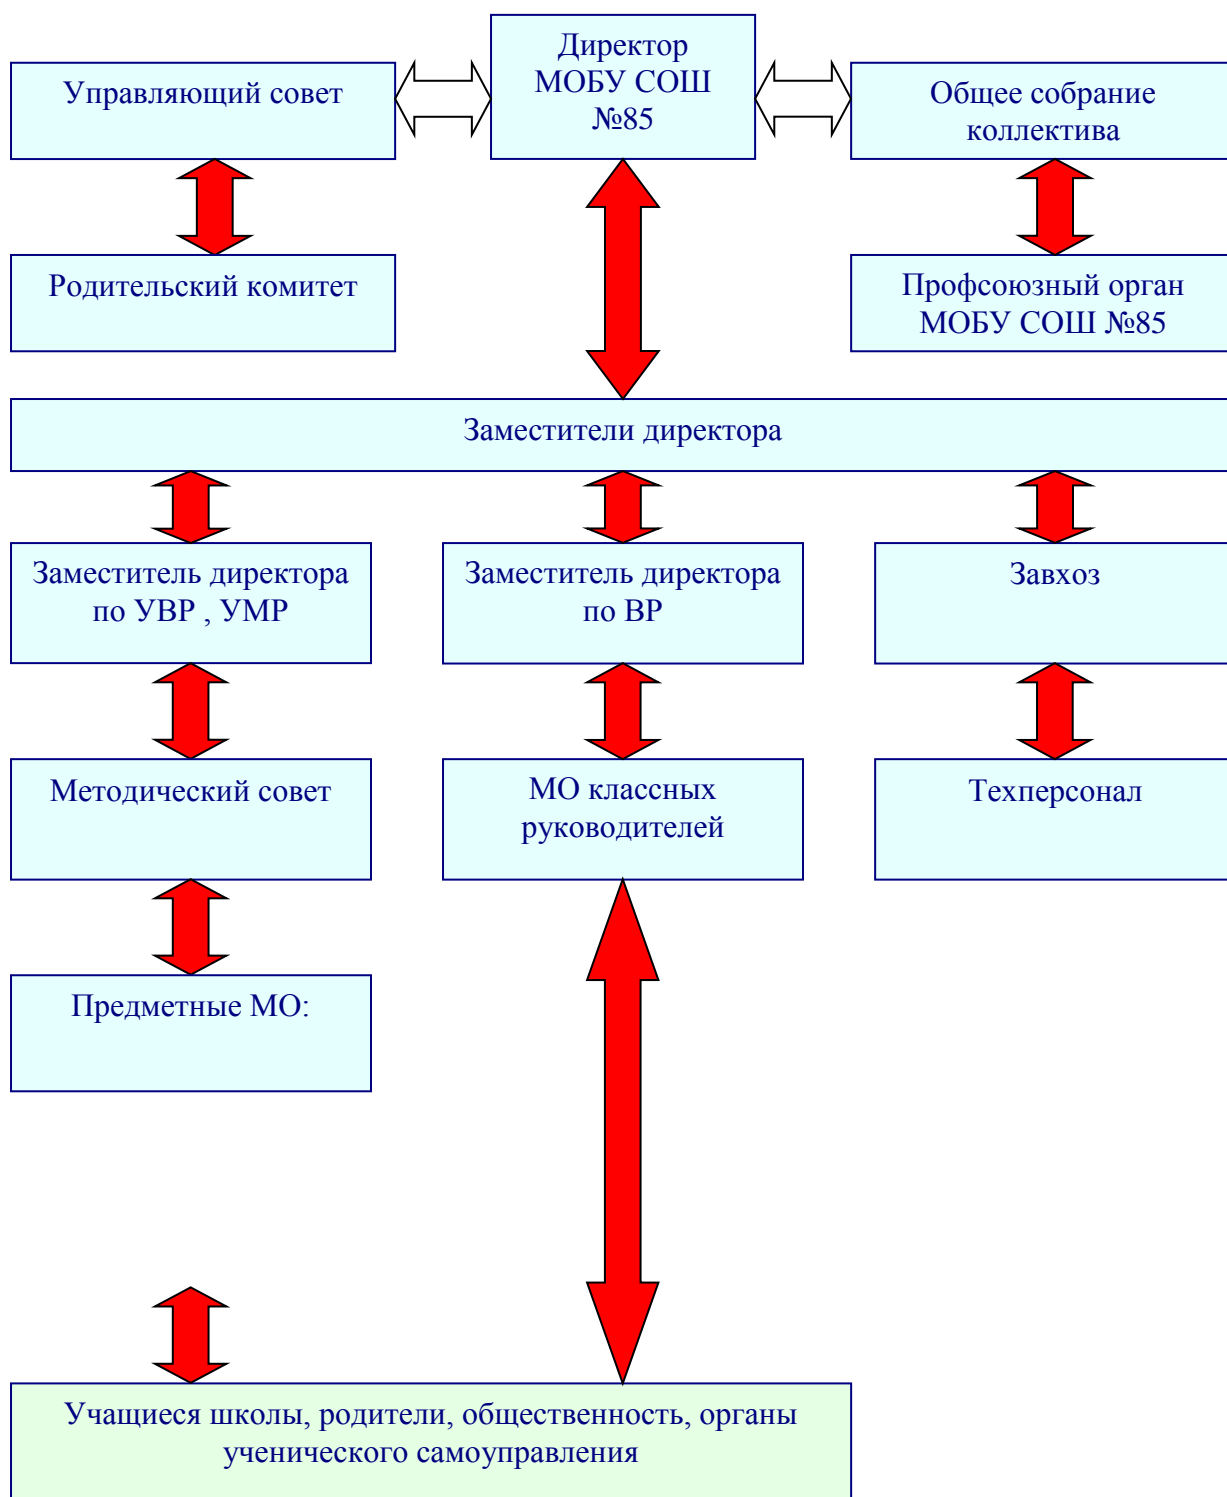 Директор
МОБУ СОШ
№85
Управляющий совет
Общее собрание
коллектива
Родительский комитет
Профсоюзный орган
МОБУ СОШ №85
Заместители директора
Заместитель директора
по УВР , УМР
Заместитель директора
по ВР
Завхоз
Методический совет
МО классных
руководителей
Техперсонал
Предметные МО:
Учащиеся школы, родители, общественность, органы
ученического самоуправления